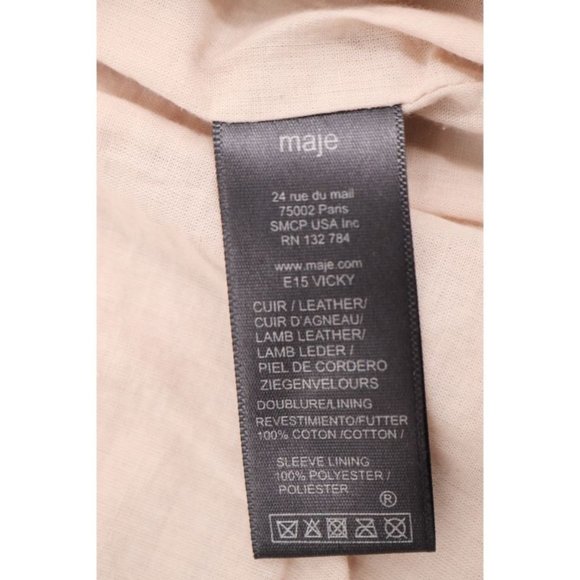 maje
24 rue du mail
75002 Paris
SMCP USA Inc
RN 132 784
www.maje.com
E15 VICKY
CUIR / LEATHER/
CUIR D'AGNEAU/
LAMB LEATHER/
LAMB LEDER /
PIEL DE CORDERO
ZIEGENVELOURS
DOUBLURE/LINING
REVESTIMIENTO/FUTTER
100% COTON /COTTON /
SLEEVE LINING
100% POLYESTER /
POLIESTER
®